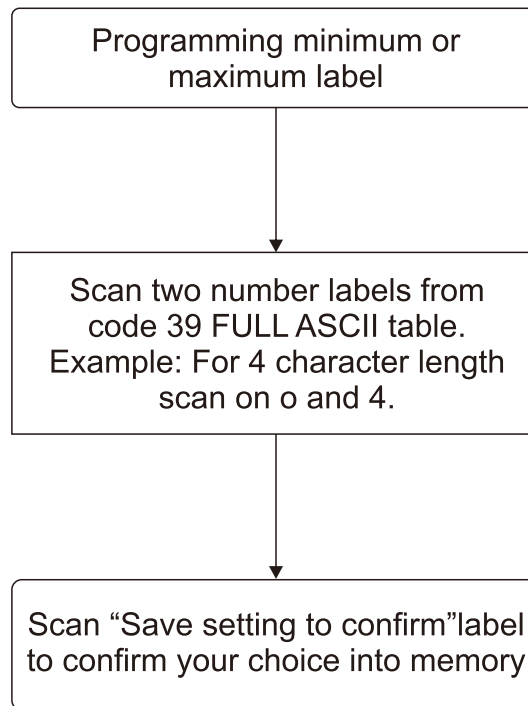 Programming minimum or
maximum label
Scan two number labels from
code 39 FULL ASCII table.
Example: For 4 character length
scan on o and 4.
Scan “Save setting to confirm”label
to confirm your choice into memory